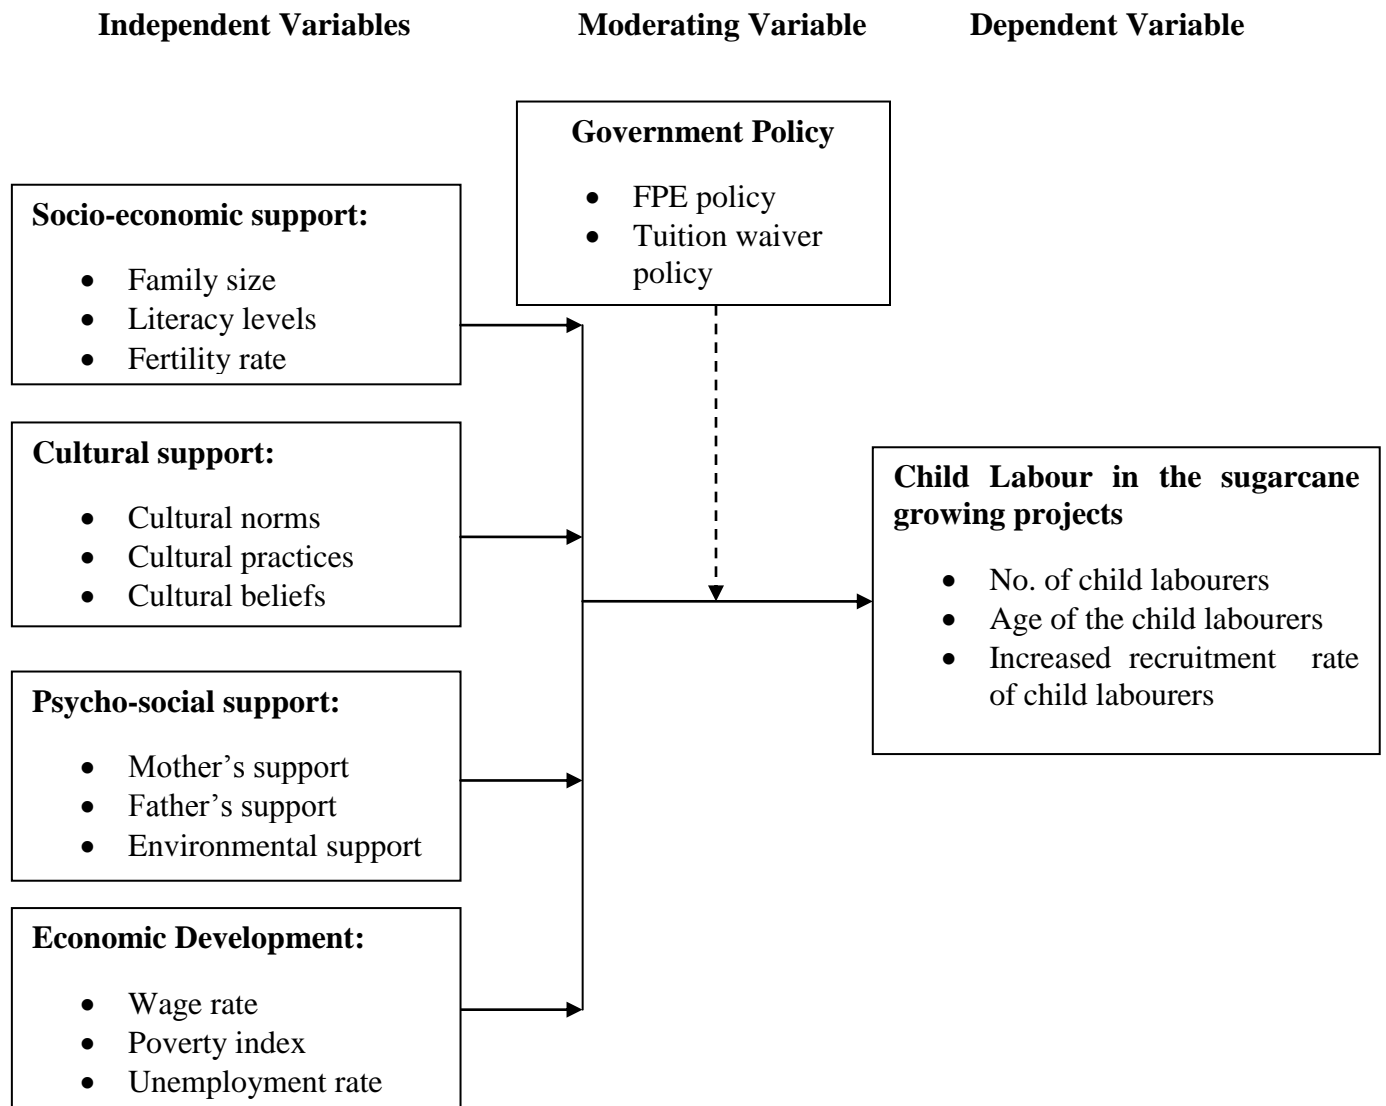 Independent Variables
Moderating Variable
Dependent Variable
Government Policy
• FPE policy
• Tuition waiver
policy
Socio-economic support:
• Family size
• Literacy levels
• Fertility rate
Cultural support:
• Cultural norms
• Cultural practices
• Cultural beliefs
Psycho-social support:
• Mother’s support
• Father’s support
• Environmental support
Economic Development:
• Wage rate
• Poverty index
• Unemployment rate
Child Labour in the sugarcane
growing projects
• No. of child labourers
• Age of the child labourers
• Increased recruitment rate
of child labourers